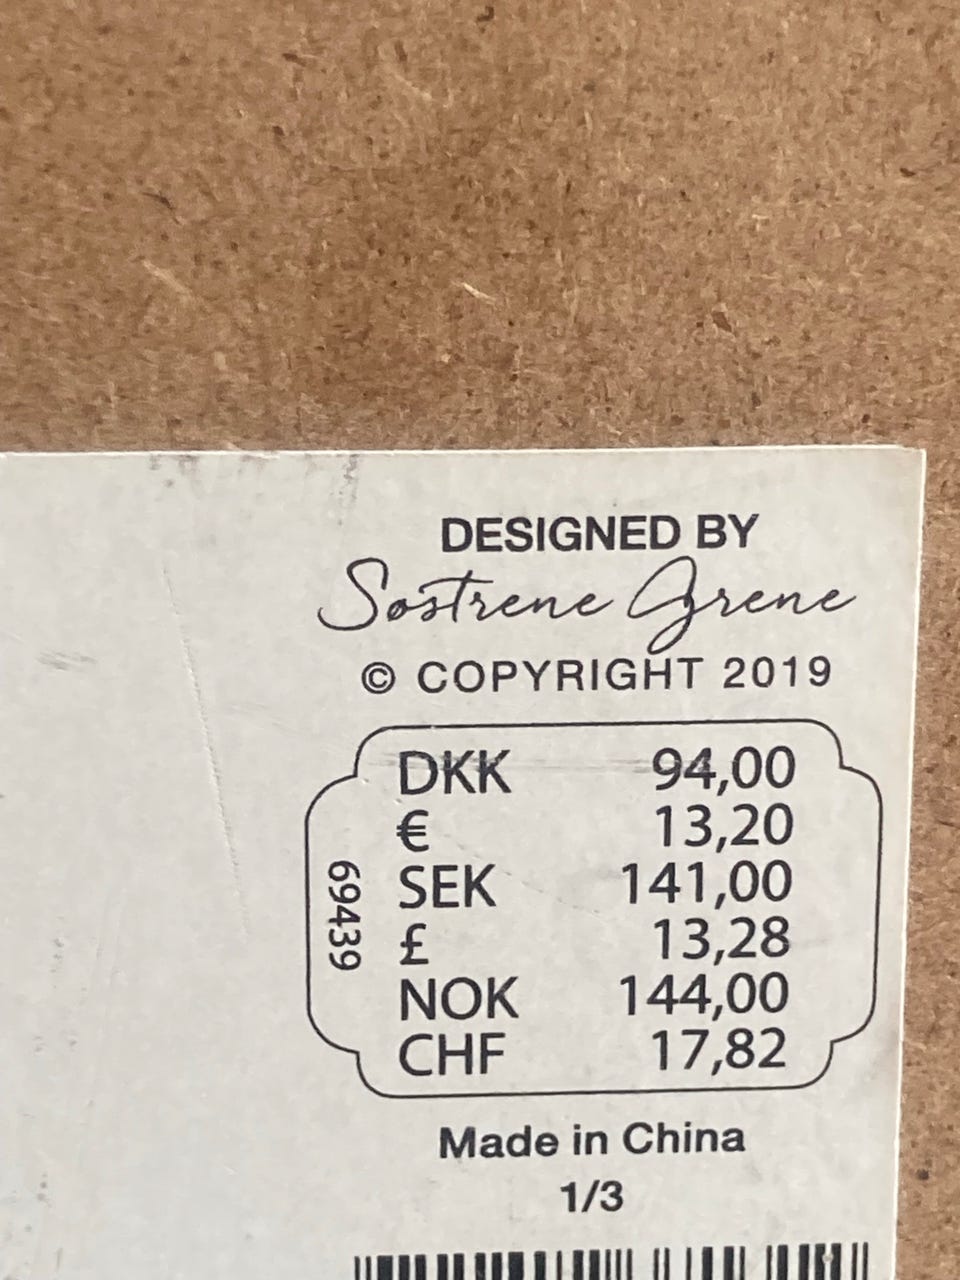 DESIGNED BY
Søstrene Grene
© COPYRIGHT 2019
DKK 94,00
€ 13,20
SEK 141,00
£ 13,28
NOK 144,00
CHF 17,82
69439
Made in China
1/3